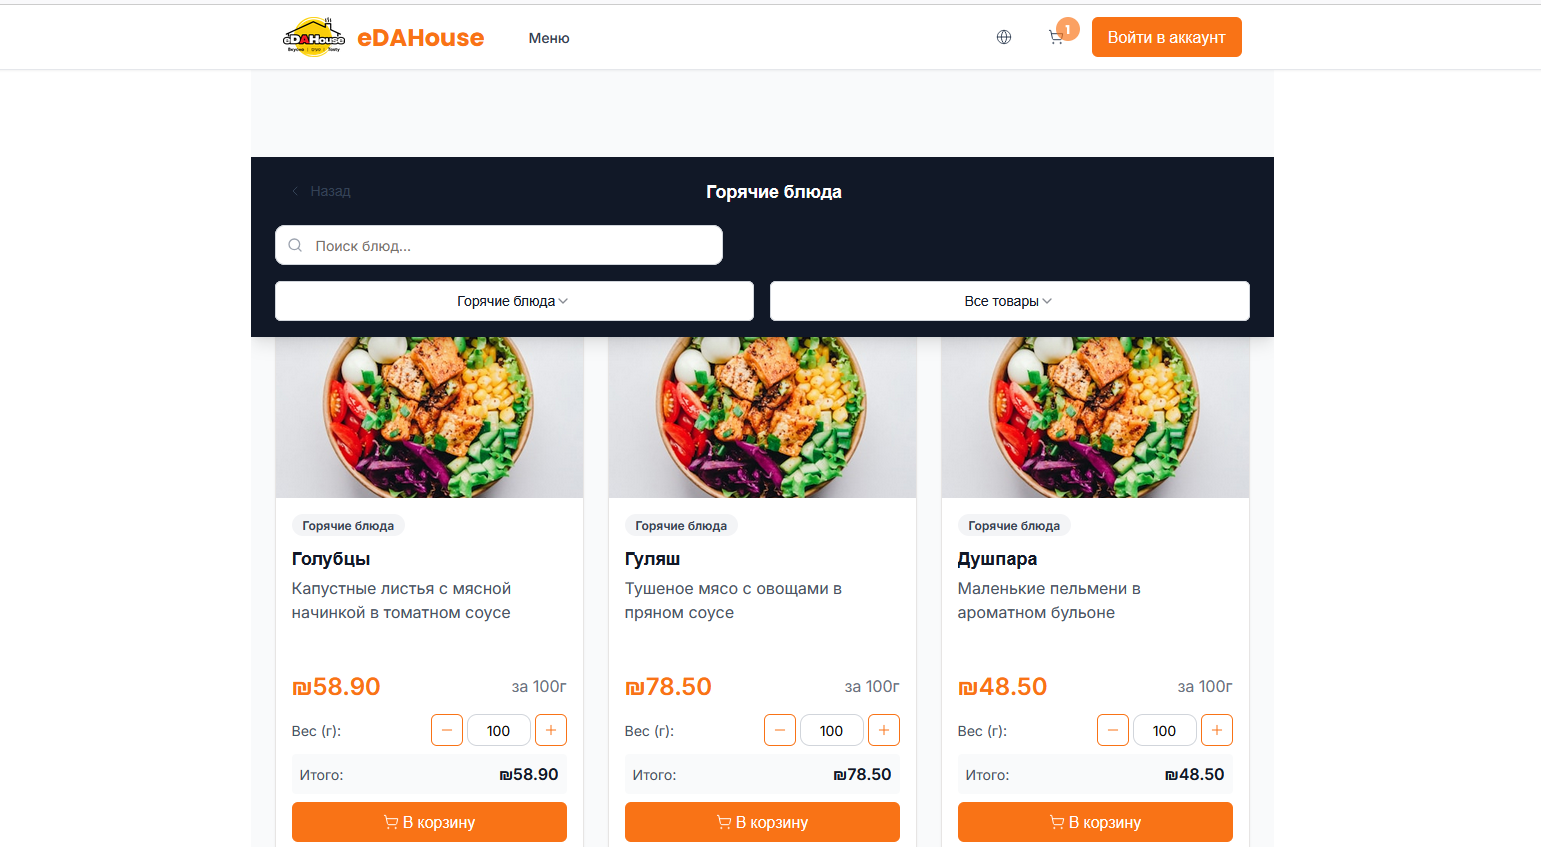 eDAHouse
eDAHouse
Меню
1
Войти в аккаунт
Назад
Горячие блюда
Поиск блюд...
Горячие блюда
Все товары
Горячие блюда
Голубцы
Капустные листья с мясной
начинкой в томатном соусе
₪58.90
за 100г
Вес (г):
100
Итого:
₪58.90
В корзину
Горячие блюда
Гуляш
Тушеное мясо с овощами в
пряном соусе
₪78.50
за 100г
Вес (г):
100
Итого:
₪78.50
В корзину
Горячие блюда
Душпара
Маленькие пельмени в
ароматном бульоне
₪48.50
за 100г
Вес (г):
100
Итого:
₪48.50
В корзину